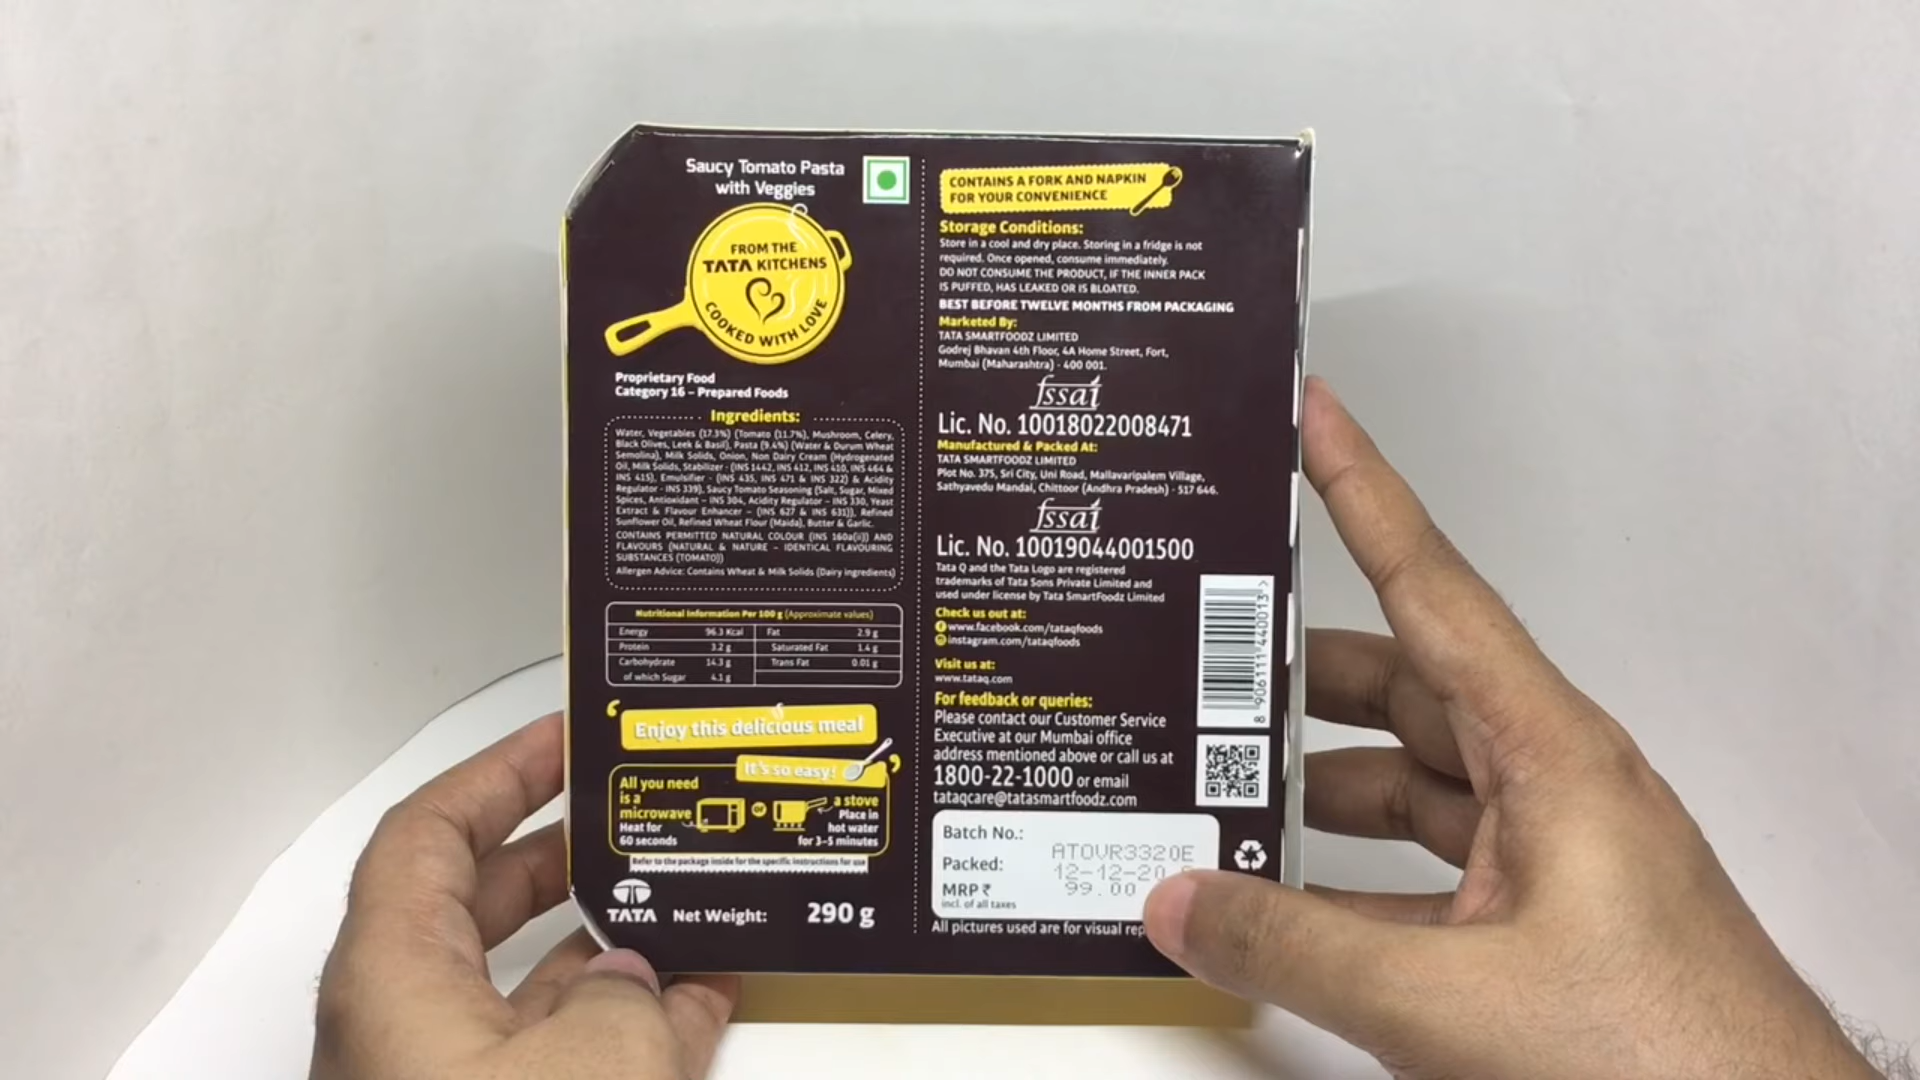 Saucy Tomato Pasta
with Veggies
FROM THE
TATA KITCHENS
COOKED WITH LOVE
Proprietary Food
Category 16 – Prepared Foods
Ingredients:
Water, Vegetables (17.3%) (Tomato (11.7%), Mushroom, Celery,
Black Olives, Leek & Basil), Pasta (9.4%) (Water & Durum Wheat
Semolina), Milk Solids, Onion, Non Dairy Cream (Hydrogenated
Oil, Milk Solids, Stabilizer - (INS 1442, INS 412, INS 410, INS 464 &
INS 415), Emulsifier - (INS 435, INS 471 & INS 322) & Acidity
Regulator - INS 339), Saucy Tomato Seasoning (Salt, Sugar, Mixed
Spices, Antioxidant – INS 304, Acidity Regulator – INS 330, Yeast
Extract & Flavour Enhancer – (INS 627 & INS 631)), Refined
Sunflower Oil, Refined Wheat Flour (Maida), Butter & Garlic.
CONTAINS PERMITTED NATURAL COLOUR (INS 160a(ii)) AND
FLAVOURS (NATURAL & NATURE – IDENTICAL FLAVOURING
SUBSTANCES (TOMATO))
Allergen Advice: Contains Wheat & Milk Solids (Dairy ingredients)
Nutritional Information Per 100 g (Approximate values)
Energy 96.3 Kcal Fat 2.9 g
Protein 3.2 g Saturated Fat 1.4 g
Carbohydrate 14.3 g Trans Fat 0.01 g
of which Sugar 4.1 g
‘Enjoy this delicious meal
It's so easy!’
All you need
is a
microwave
Heat for
60 seconds
or
a stove
Place in
hot water
for 3–5 minutes
Refer to the package inside for the specific instructions for use
TATA
Net Weight: 290 g
CONTAINS A FORK AND NAPKIN
FOR YOUR CONVENIENCE
Storage Conditions:
Store in a cool and dry place. Storing in a fridge is not
required. Once opened, consume immediately.
DO NOT CONSUME THE PRODUCT, IF THE INNER PACK
IS PUFFED, HAS LEAKED OR IS BLOATED.
BEST BEFORE TWELVE MONTHS FROM PACKAGING
Marketed By:
TATA SMARTFOODZ LIMITED
Godrej Bhavan 4th Floor, 4A Home Street, Fort,
Mumbai (Maharashtra) - 400 001.
fssai
Lic. No. 10018022008471
Manufactured & Packed At:
TATA SMARTFOODZ LIMITED
Plot No. 375, Sri City, Uni Road, Mallavaripalem Village,
Sathyavedu Mandal, Chittoor (Andhra Pradesh) - 517 646.
fssai
Lic. No. 10019044001500
Tata Q and the Tata Logo are registered
trademarks of Tata Sons Private Limited and
used under license by Tata SmartFoodz Limited
Check us out at:
www.facebook.com/tataqfoods
instagram.com/tataqfoods
Visit us at:
www.tataq.com
For feedback or queries:
Please contact our Customer Service
Executive at our Mumbai office
address mentioned above or call us at
1800-22-1000 or email
tataqcare@tatasmartfoodz.com
8 906111 440013 >
Batch No.: ATOVR3320E
Packed: 12-12-20
MRP ₹ 99.00
incl. of all taxes
All pictures used are for visual